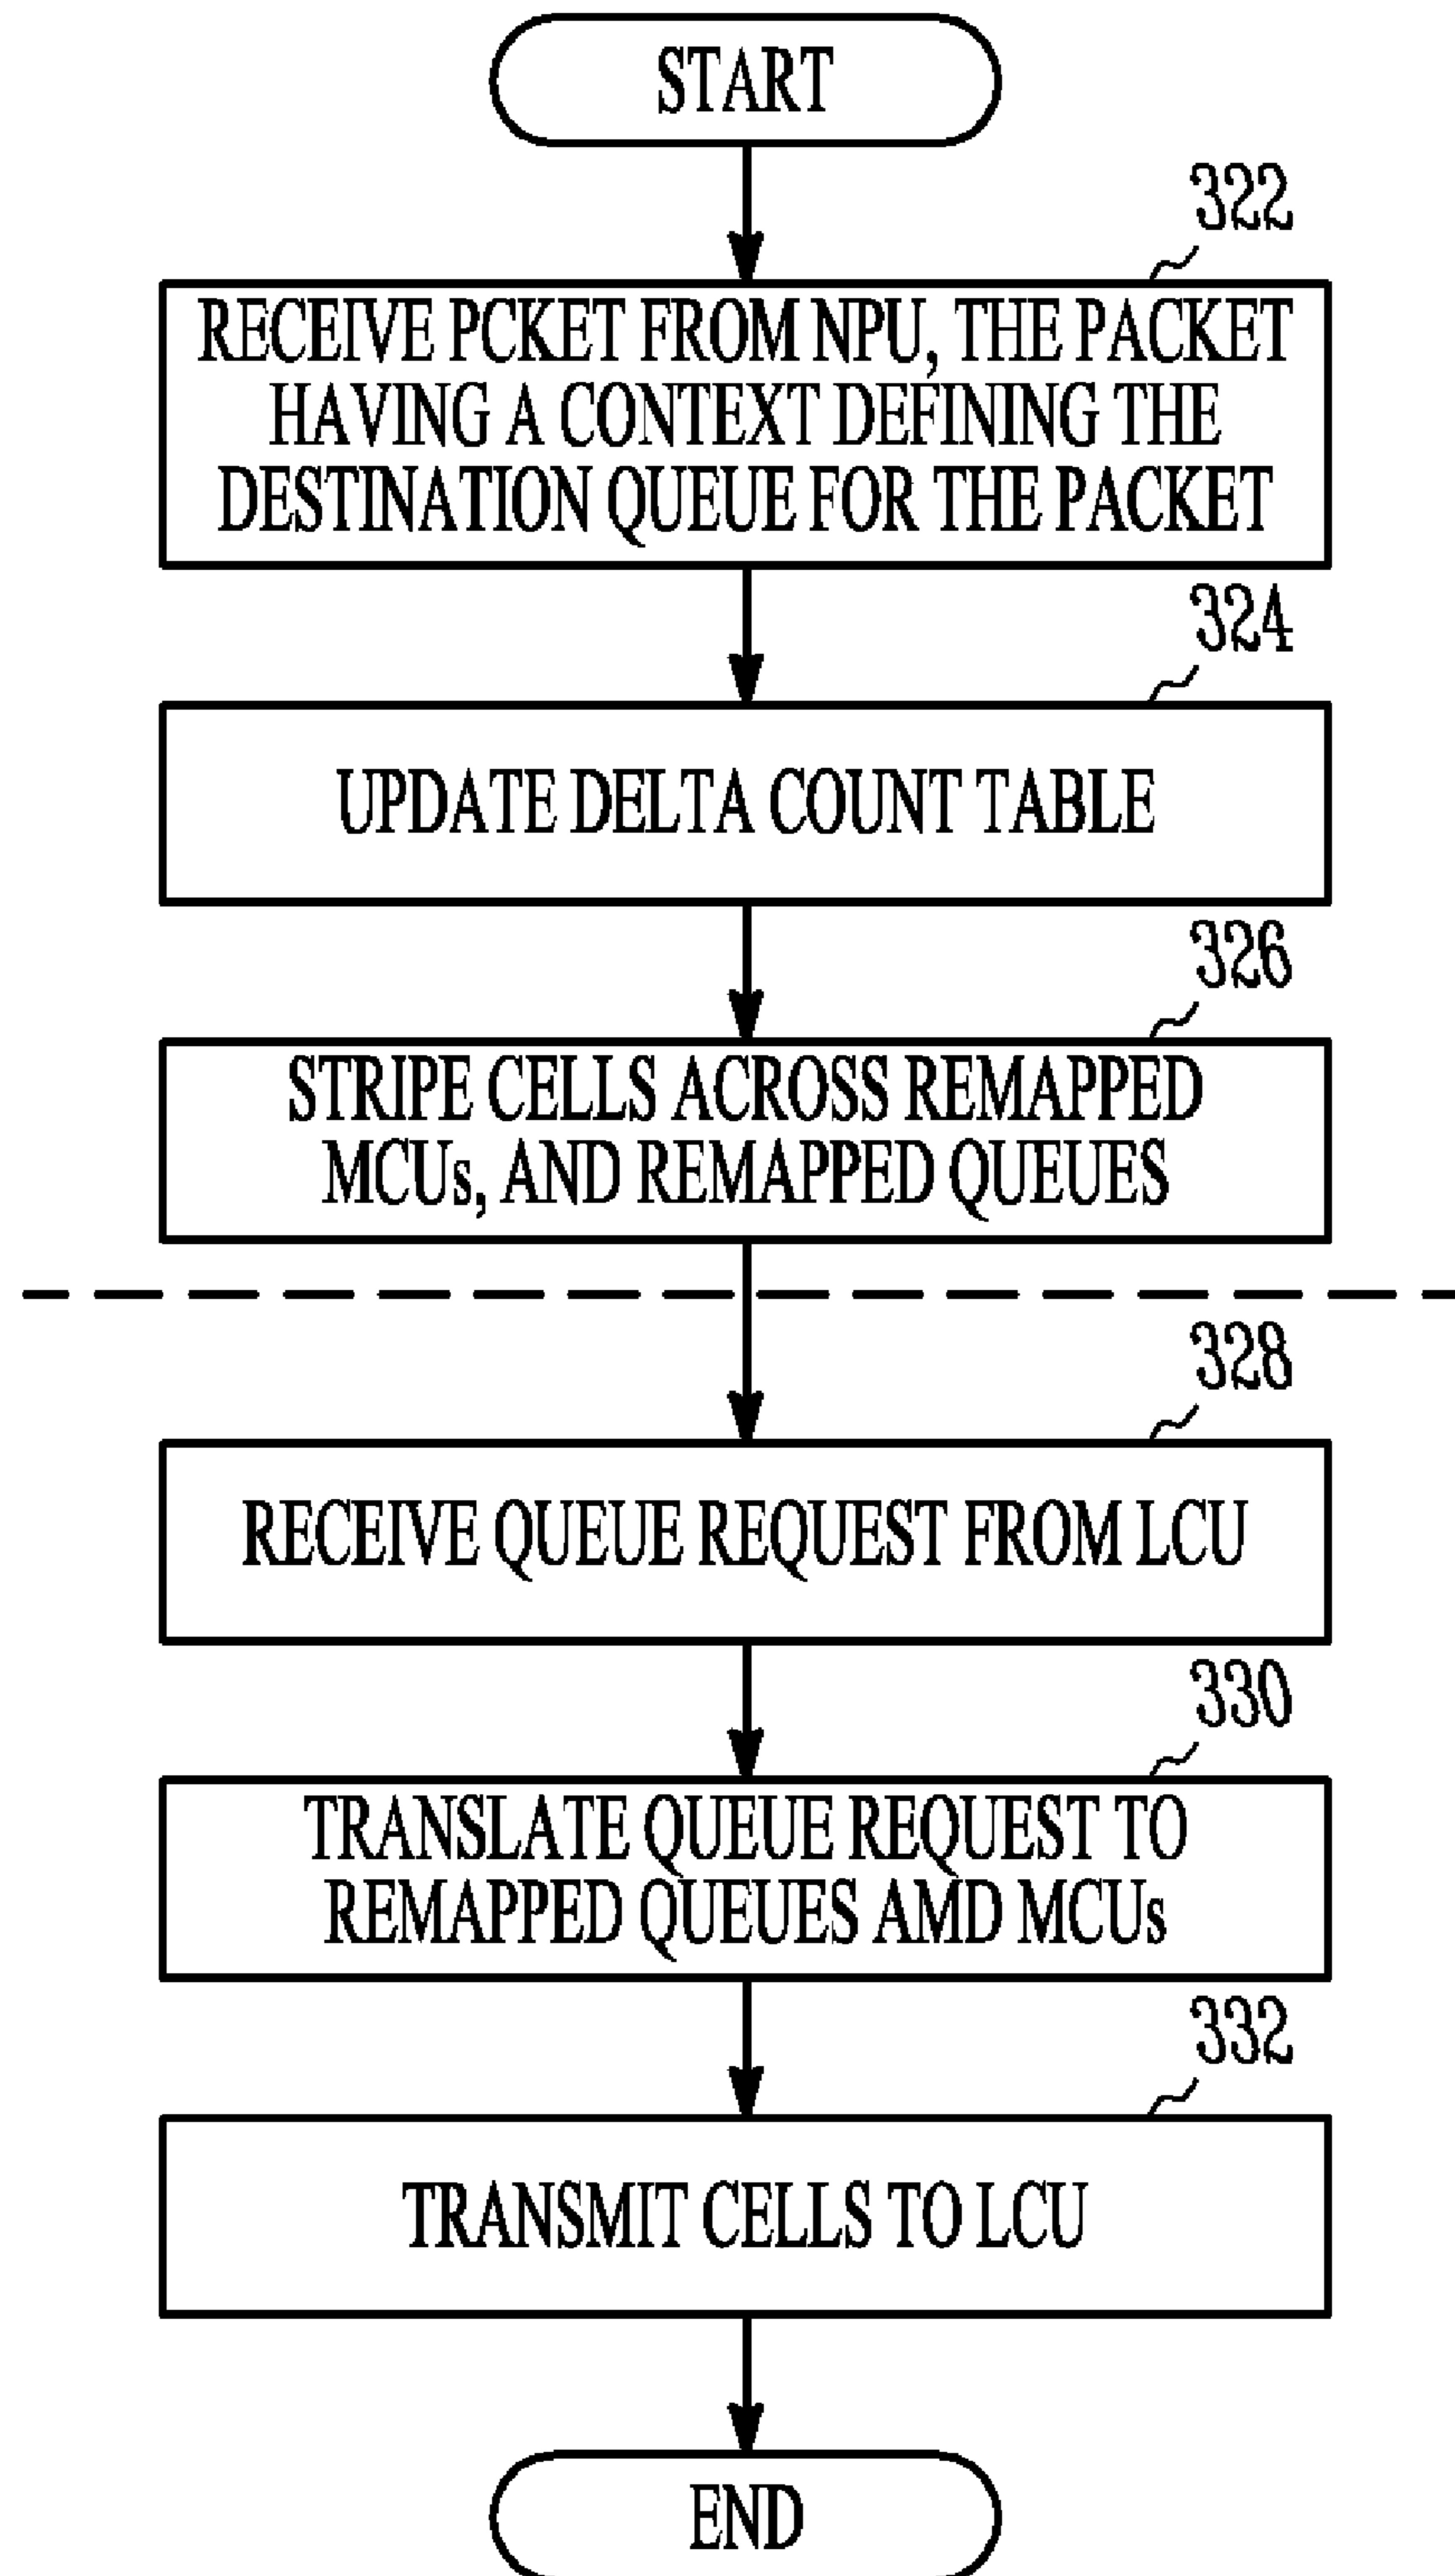 START
322
RECEIVE PCKET FROM NPU, THE PACKET
HAVING A CONTEXT DEFINING THE
DESTINATION QUEUE FOR THE PACKET
324
UPDATE DELTA COUNT TABLE
326
STRIPE CELLS ACROSS REMAPPED
MCUs, AND REMAPPED QUEUES
328
RECEIVE QUEUE REQUEST FROM LCU
330
TRANSLATE QUEUE REQUEST TO
REMAPPED QUEUES AMD MCUs
332
TRANSMIT CELLS TO LCU
END